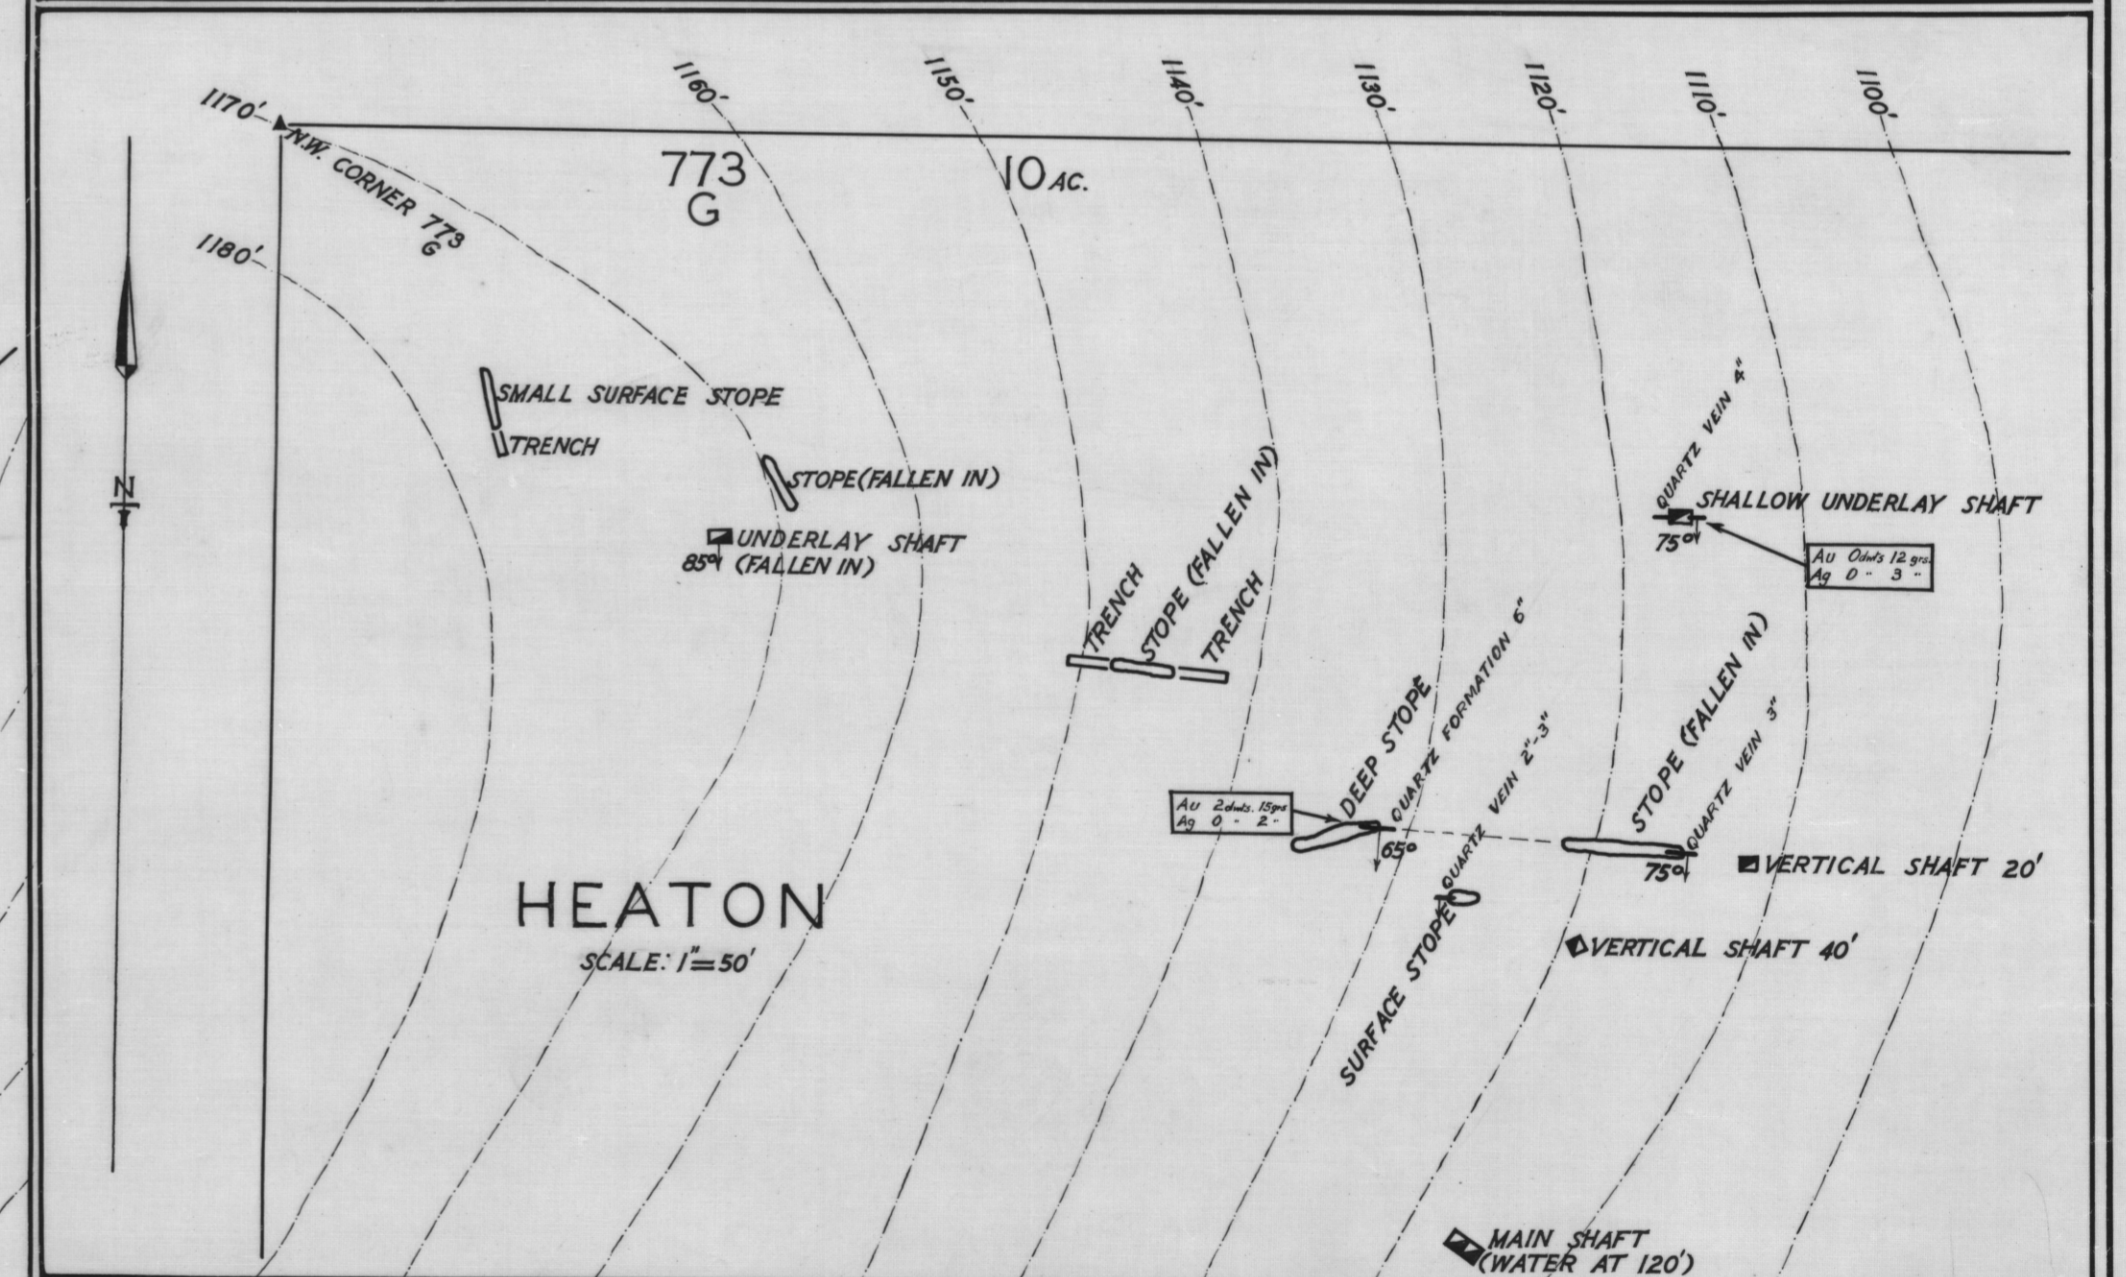 1170'
1160'
1150'
1140'
1130'
1120'
1110'
1100'
N.W. CORNER 773
G
773
G
10 AC.
1180'
N
SMALL SURFACE STOPE
TRENCH
STOPE (FALLEN IN)
UNDERLAY SHAFT
85° (FALLEN IN)
TRENCH
STOPE (FALLEN IN)
TRENCH
QUARTZ VEIN 4"
SHALLOW UNDERLAY SHAFT
75°
Au 0dwts 12 grs.
Ag 0 " 3 "
DEEP STOPE
QUARTZ FORMATION 6"
Au 2dwts. 15grs
Ag 0 " 2 "
65°
QUARTZ VEIN 2"-3"
SURFACE STOPE
STOPE (FALLEN IN)
QUARTZ VEIN 3"
75°
VERTICAL SHAFT 20'
VERTICAL SHAFT 40'
HEATON
SCALE: 1"=50'
MAIN SHAFT
(WATER AT 120')